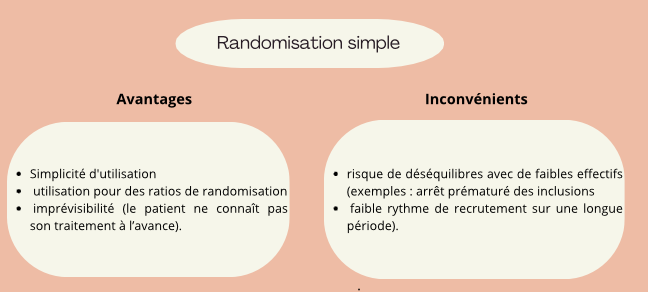 Randomisation simple
Avantages
Inconvénients
• Simplicité d'utilisation
• utilisation pour des ratios de randomisation
• imprévisibilité (le patient ne connaît pas
son traitement à l’avance).
• risque de déséquilibres avec de faibles effectifs
(exemples : arrêt prématuré des inclusions
• faible rythme de recrutement sur une longue
période).